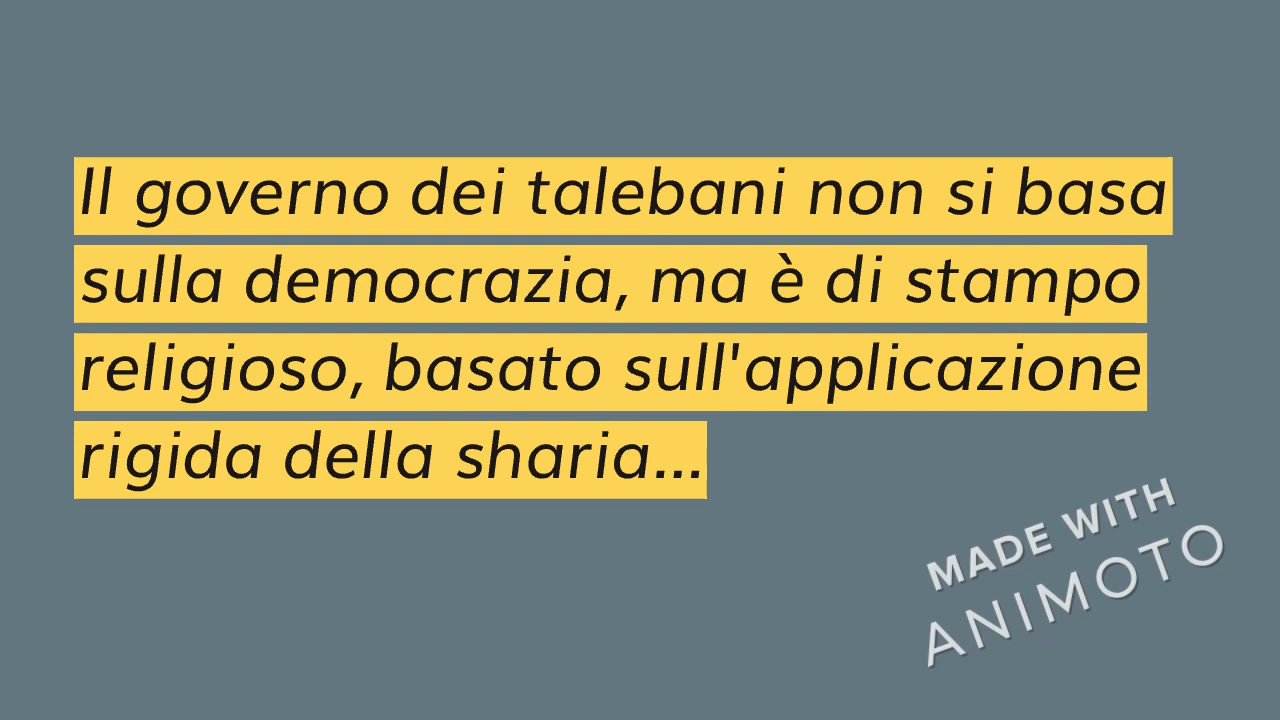 Il governo dei talebani non si basa
sulla democrazia, ma è di stampo
religioso, basato sull'applicazione
rigida della sharia...
MADE WITH
ANIMOTO